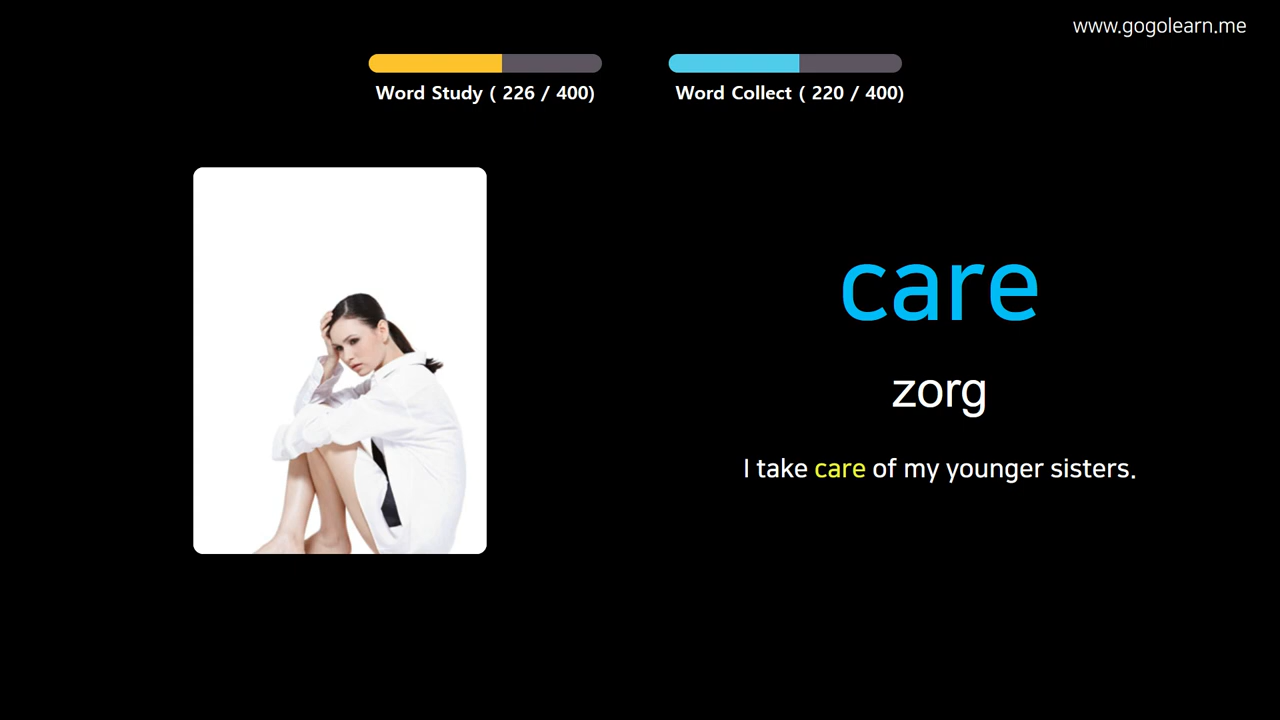 www.gogolearn.me
Word Study ( 226 / 400)
Word Collect ( 220 / 400)
care
zorg
I take care of my younger sisters.